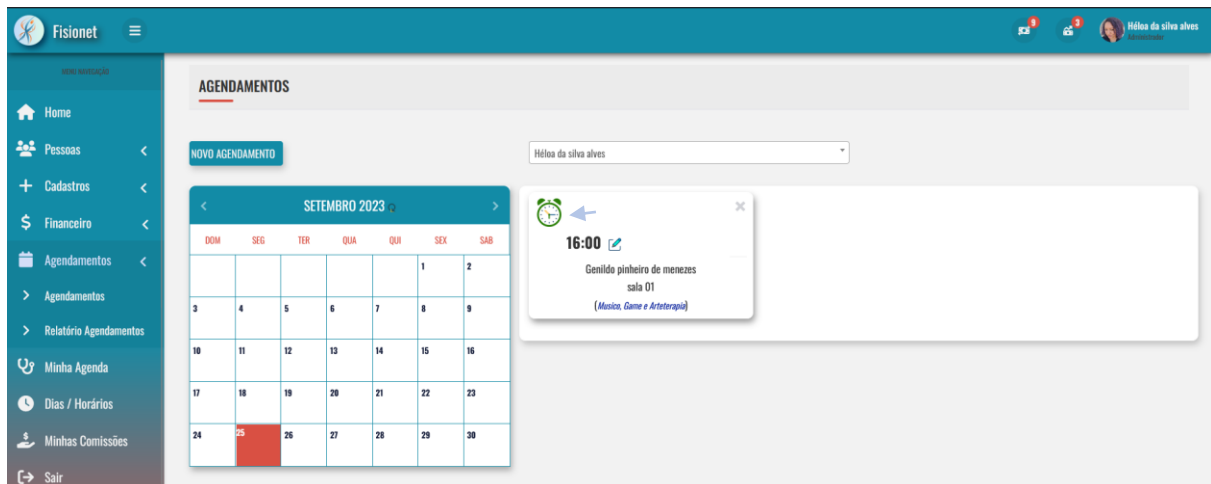 Fisionet
9
3
Héloa da silva alves
Administrador
MENU NAVEGAÇÃO
Home
Pessoas
Cadastros
Financeiro
Agendamentos
Agendamentos
Relatório Agendamentos
Minha Agenda
Dias / Horários
Minhas Comissões
Sair
AGENDAMENTOS
NOVO AGENDAMENTO
Héloa da silva alves
SETEMBRO 2023
DOM SEG TER QUA QUI SEX SAB
1 2
3 4 5 6 7 8 9
10 11 12 13 14 15 16
17 18 19 20 21 22 23
24 25 26 27 28 29 30
16:00
Genildo pinheiro de menezes
sala 01
(Musico, Game e Arteterapia)